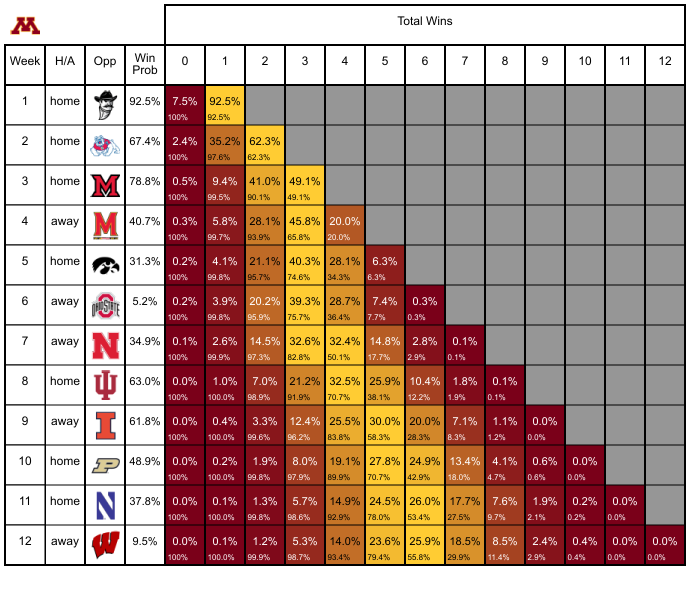 M
Total Wins
Week H/A Opp Win Prob 0 1 2 3 4 5 6 7 8 9 10 11 12
1 home 92.5% 7.5% 92.5%
100% 92.5%
2 home 67.4% 2.4% 35.2% 62.3%
100% 97.6% 62.3%
3 home M 78.8% 0.5% 9.4% 41.0% 49.1%
100% 99.5% 90.1% 49.1%
4 away M 40.7% 0.3% 5.8% 28.1% 45.8% 20.0%
100% 99.7% 93.9% 65.8% 20.0%
5 home 31.3% 0.2% 4.1% 21.1% 40.3% 28.1% 6.3%
100% 99.8% 95.7% 74.6% 34.3% 6.3%
6 away OHIO STATE 5.2% 0.2% 3.9% 20.2% 39.3% 28.7% 7.4% 0.3%
100% 99.8% 95.9% 75.7% 36.4% 7.7% 0.3%
7 away N 34.9% 0.1% 2.6% 14.5% 32.6% 32.4% 14.8% 2.8% 0.1%
100% 99.9% 97.3% 82.8% 50.1% 17.7% 2.9% 0.1%
8 home IU 63.0% 0.0% 1.0% 7.0% 21.2% 32.5% 25.9% 10.4% 1.8% 0.1%
100% 100.0% 98.9% 91.9% 70.7% 38.1% 12.2% 1.9% 0.1%
9 away I 61.8% 0.0% 0.4% 3.3% 12.4% 25.5% 30.0% 20.0% 7.1% 1.1% 0.0%
100% 100.0% 99.6% 96.2% 83.8% 58.3% 28.3% 8.3% 1.2% 0.0%
10 home P 48.9% 0.0% 0.2% 1.9% 8.0% 19.1% 27.8% 24.9% 13.4% 4.1% 0.6% 0.0%
100% 100.0% 99.8% 97.9% 89.9% 70.7% 42.9% 18.0% 4.7% 0.6% 0.0%
11 home N 37.8% 0.0% 0.1% 1.3% 5.7% 14.9% 24.5% 26.0% 17.7% 7.6% 1.9% 0.2% 0.0%
100% 100.0% 99.8% 98.6% 92.9% 78.0% 53.4% 27.5% 9.7% 2.1% 0.2% 0.0%
12 away W 9.5% 0.0% 0.1% 1.2% 5.3% 14.0% 23.6% 25.9% 18.5% 8.5% 2.4% 0.4% 0.0% 0.0%
100% 100.0% 99.9% 98.7% 93.4% 79.4% 55.8% 29.9% 11.4% 2.9% 0.4% 0.0% 0.0%